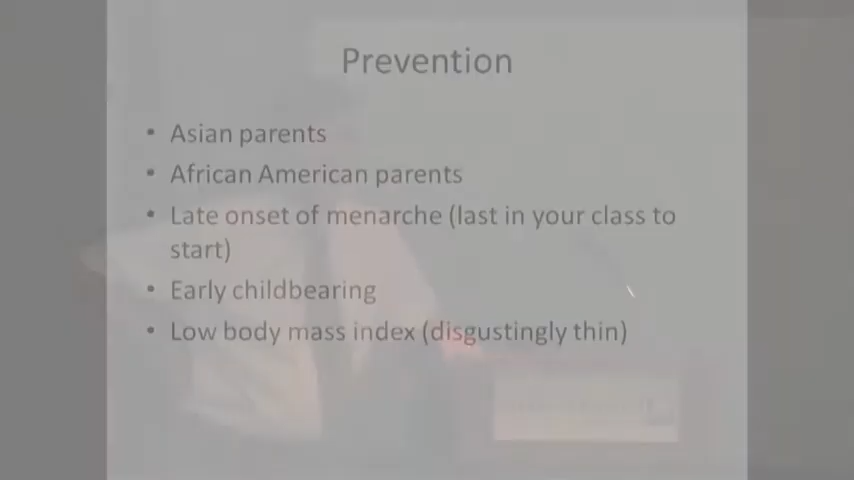 Prevention
• Asian parents
• African American parents
• Late onset of menarche (last in your class to
start)
• Early childbearing
• Low body mass index (disgustingly thin)